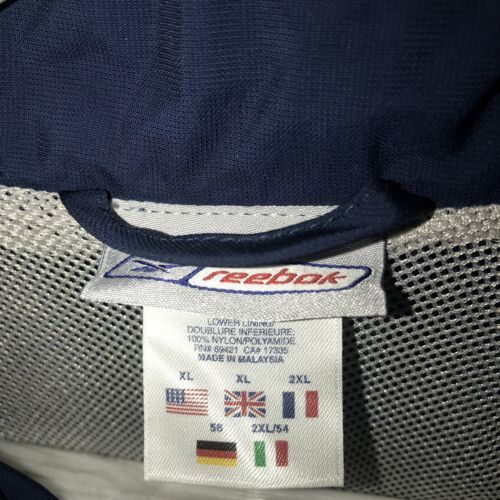 Reebok
LOWER LINING/
DOUBLURE INFERIEURE:
100% NYLON/POLYAMIDE
RN# 69421 CA# 17335
MADE IN MALAYSIA
XL XL 2XL
56 2XL/54